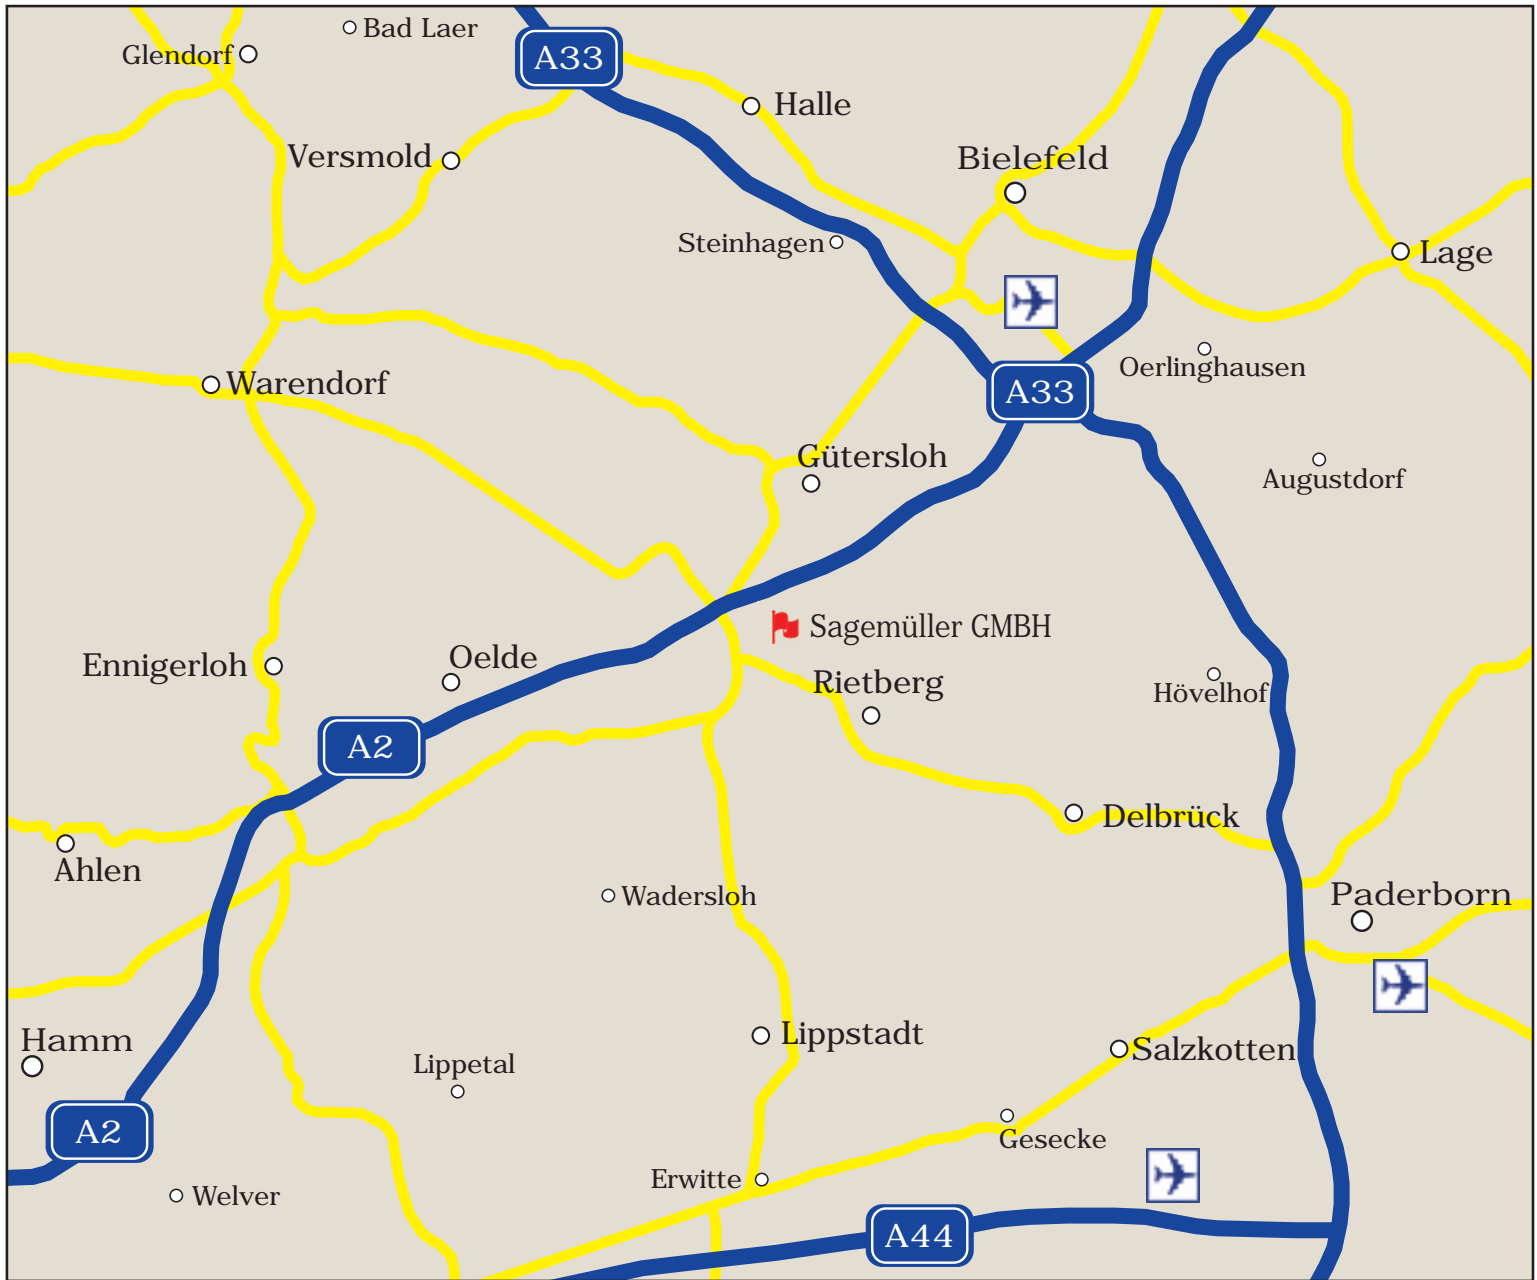 Bad Laer
Glendorf
A33
Halle
Versmold
Bielefeld
Steinhagen
Lage
Oerlinghausen
Warendorf
A33
Gütersloh
Augustdorf
Sagemüller GMBH
Oelde
Ennigerloh
Rietberg
Hövelhof
A2
Delbrück
Ahlen
Wadersloh
Paderborn
Lippstadt
Hamm
Salzkotten
Lippetal
A2
Gesecke
Erwitte
Welver
A44